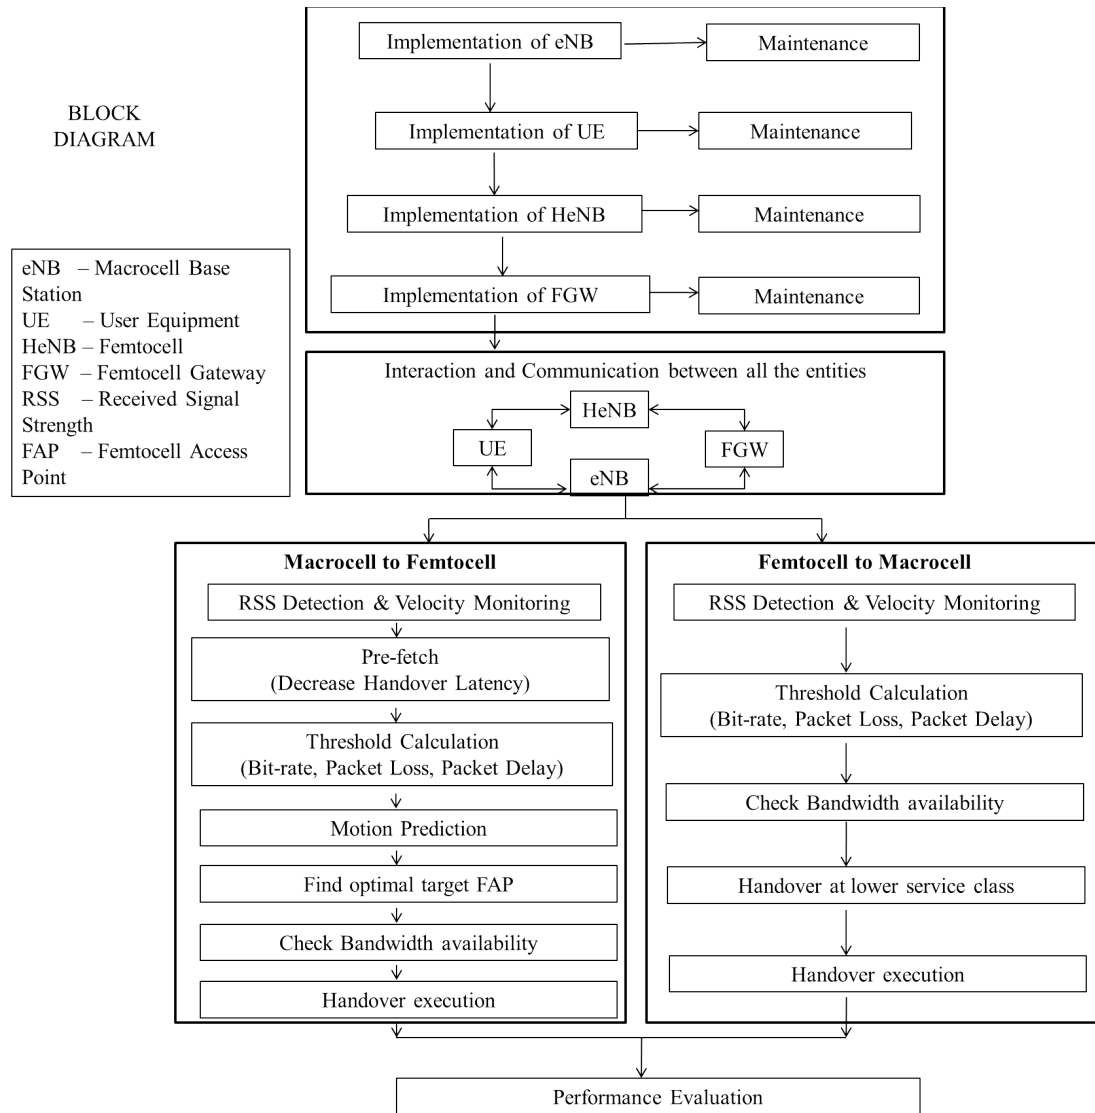 Implementation of eNB
Maintenance
BLOCK
DIAGRAM
Implementation of UE
Maintenance
Implementation of HeNB
Maintenance
eNB – Macrocell Base
Station
UE – User Equipment
HeNB – Femtocell
FGW – Femtocell Gateway
RSS – Received Signal
Strength
FAP – Femtocell Access
Point
Implementation of FGW
Maintenance
Interaction and Communication between all the entities
HeNB
UE
FGW
eNB
Macrocell to Femtocell
RSS Detection & Velocity Monitoring
Pre-fetch
(Decrease Handover Latency)
Threshold Calculation
(Bit-rate, Packet Loss, Packet Delay)
Motion Prediction
Find optimal target FAP
Check Bandwidth availability
Handover execution
Femtocell to Macrocell
RSS Detection & Velocity Monitoring
Threshold Calculation
(Bit-rate, Packet Loss, Packet Delay)
Check Bandwidth availability
Handover at lower service class
Handover execution
Performance Evaluation